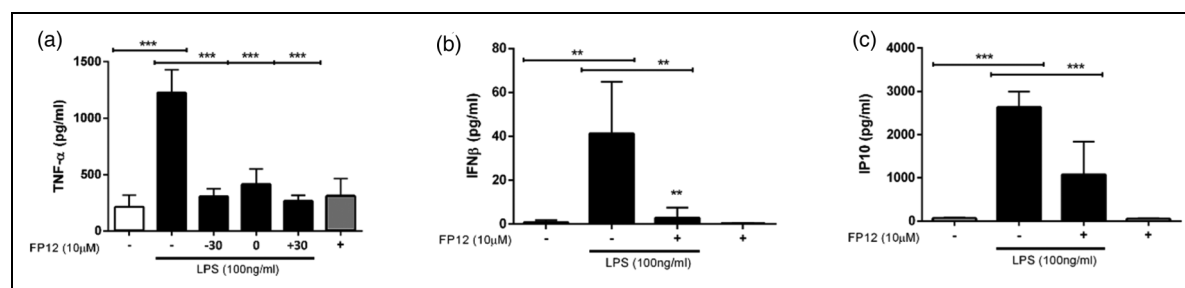 (a)
***
*** *** ***
1500
1000
500
0
TNF-α (pg/ml)
FP12 (10μM) - - -30 0 +30 +
LPS (100ng/ml)
(b)
**
**
80
60
40
20
0
IFNβ (pg/ml)
**
FP12 (10μM) - - + +
LPS (100ng/ml)
(c)
***
***
4000
3000
2000
1000
0
IP10 (pg/ml)
FP12 (10μM) - - + +
LPS (100ng/ml)